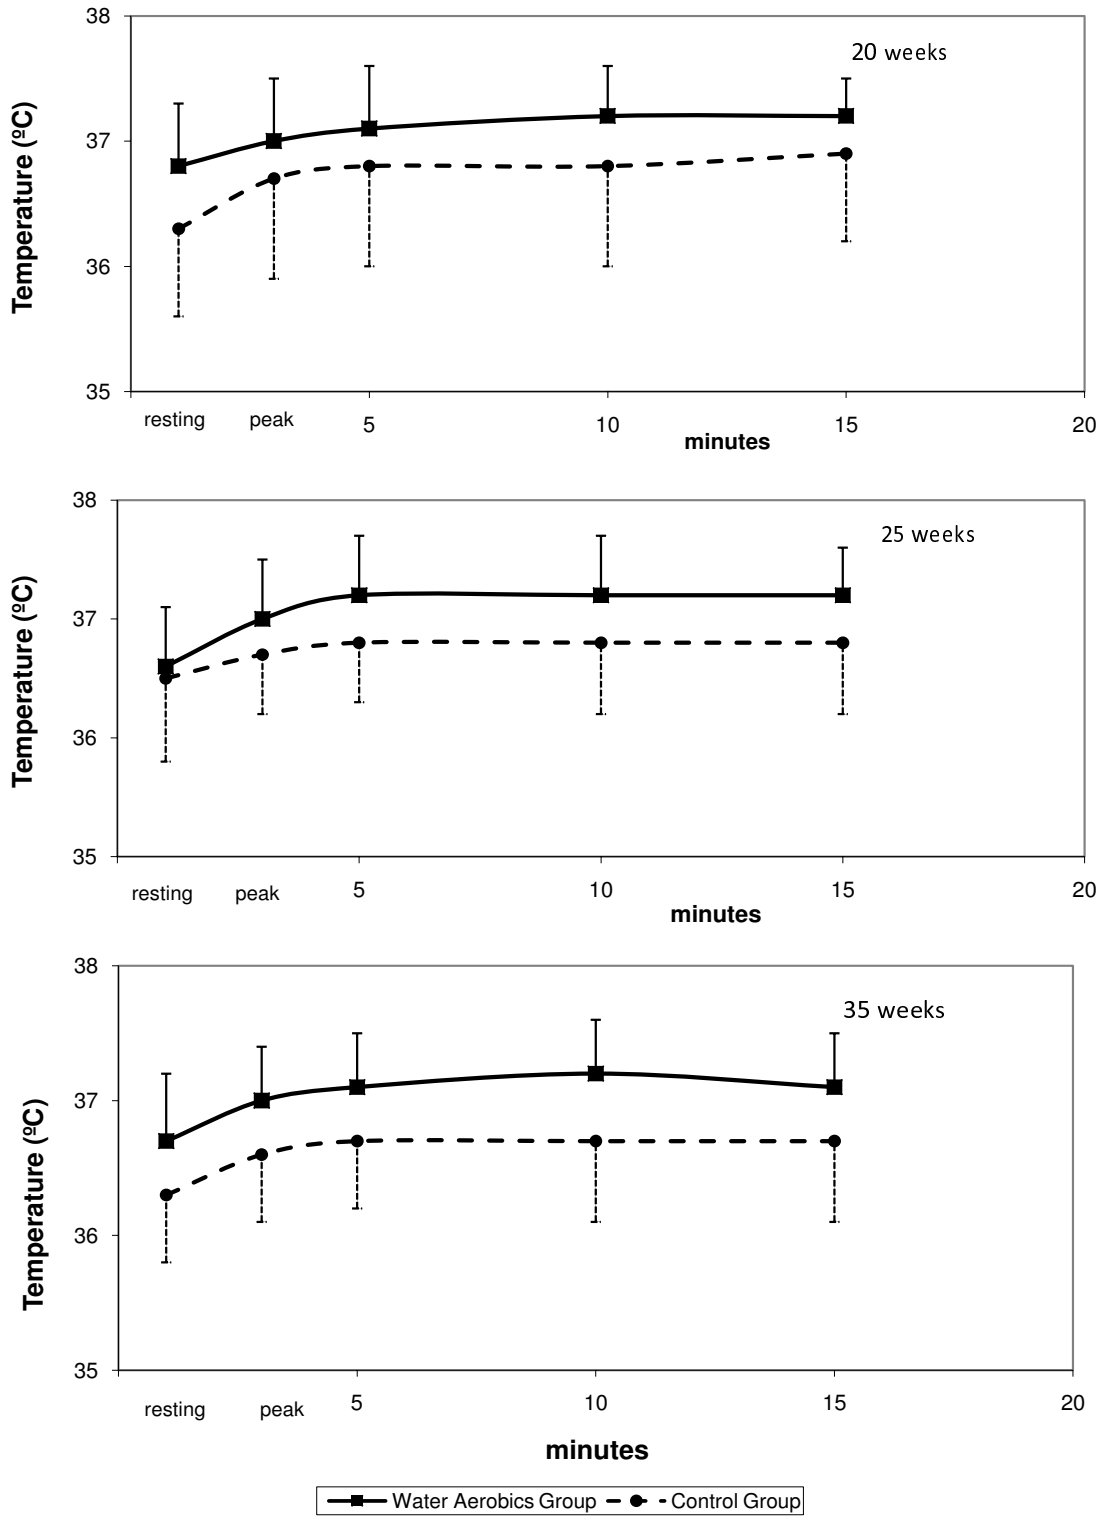 38
20 weeks
37
Temperature (ºC)
36
35
resting peak 5 10 15 20
minutes
38
25 weeks
37
Temperature (ºC)
36
35
resting peak 5 10 15 20
minutes
38
35 weeks
37
Temperature (ºC)
36
35
resting peak 5 10 15 20
minutes
Water Aerobics Group Control Group